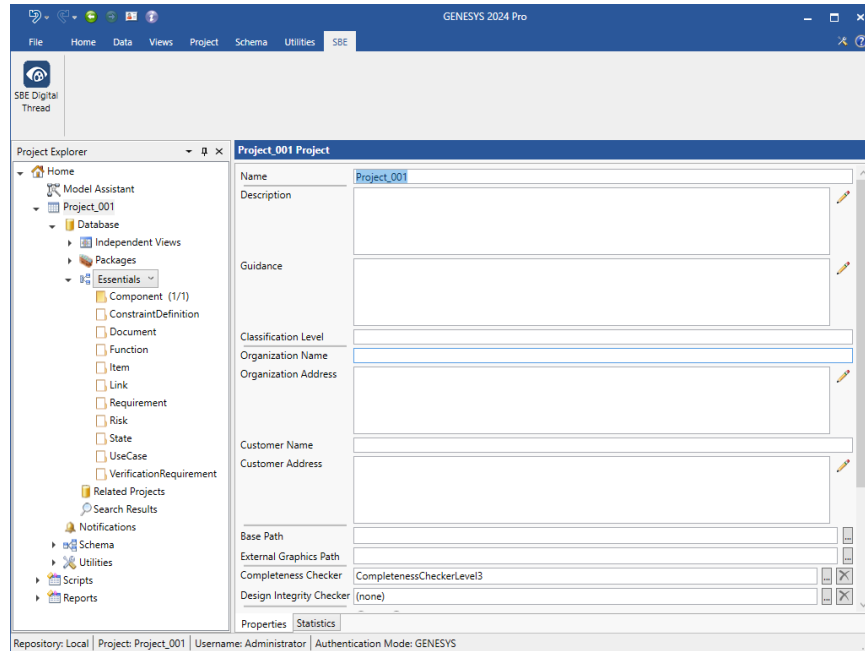 GENESYS 2024 Pro
File Home Data Views Project Schema Utilities SBE
SBE Digital
Thread
Project Explorer
Home
Model Assistant
Project_001
Database
Independent Views
Packages
Essentials
Component (1/1)
ConstraintDefinition
Document
Function
Item
Link
Requirement
Risk
State
UseCase
VerificationRequirement
Related Projects
Search Results
Notifications
Schema
Utilities
Scripts
Reports
Project_001 Project
Name Project_001
Description
Guidance
Classification Level
Organization Name
Organization Address
Customer Name
Customer Address
Base Path ...
External Graphics Path ...
Completeness Checker CompletenessCheckerLevel3 ...
Design Integrity Checker (none) ...
Properties Statistics
Repository: Local Project: Project_001 Username: Administrator Authentication Mode: GENESYS